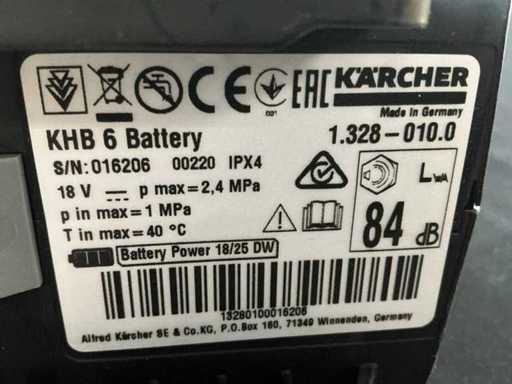 CE EAC KÄRCHER
Made in Germany
KHB 6 Battery 1.328-010.0
S/N: 016206 00220 IPX4
18 V p max=2,4 MPa
p in max=1 MPa
T in max=40 °C
LWA
84 dB
Battery Power 18/25 DW
13280100016206
Alfred Kärcher SE & Co.KG, P.O.Box 160, 71349 Winnenden, Germany